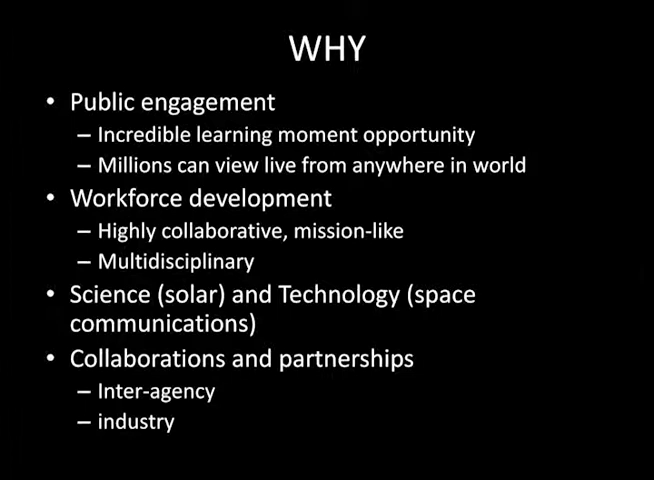 WHY
• Public engagement
– Incredible learning moment opportunity
– Millions can view live from anywhere in world
• Workforce development
– Highly collaborative, mission-like
– Multidisciplinary
• Science (solar) and Technology (space
communications)
• Collaborations and partnerships
– Inter-agency
– industry